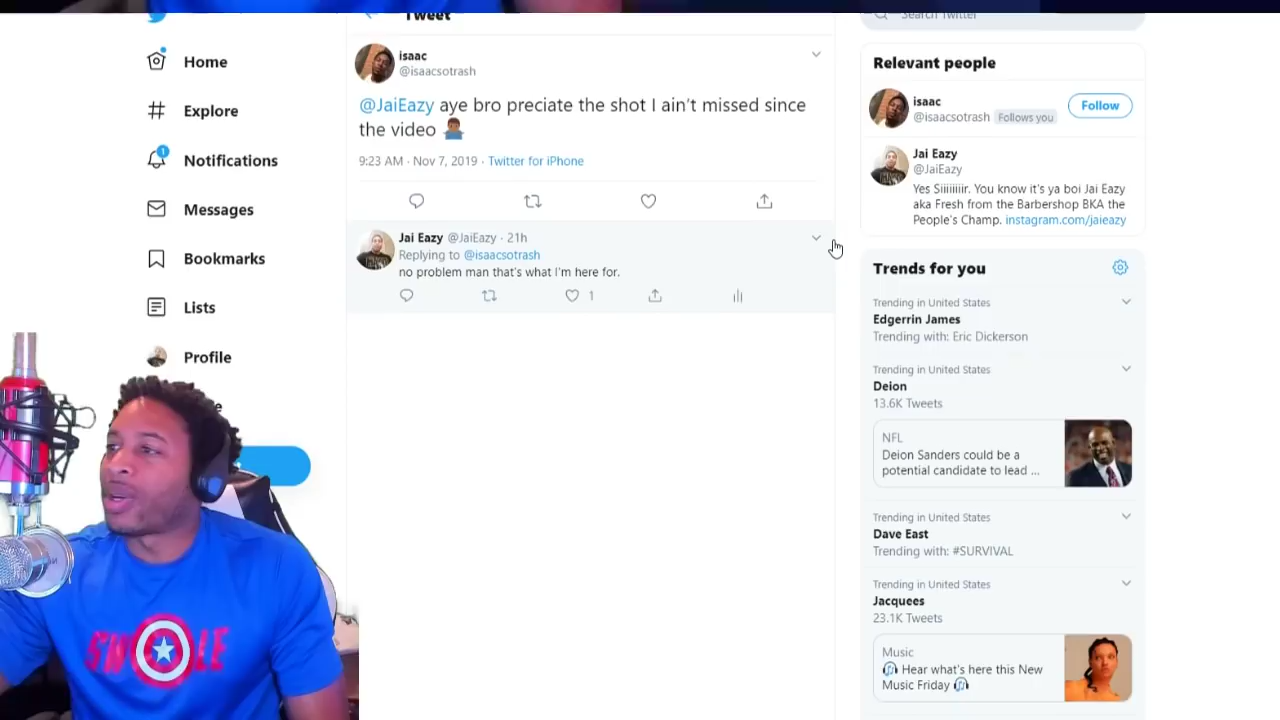 Tweet
Search Twitter
Home
Explore
1
Notifications
Messages
Bookmarks
Lists
Profile
isaac
@isaacsotrash
@JaiEazy aye bro preciate the shot I ain't missed since
the video
9:23 AM · Nov 7, 2019 · Twitter for iPhone
Jai Eazy @JaiEazy · 21h
Replying to @isaacsotrash
no problem man that's what I'm here for.
1
Relevant people
isaac
@isaacsotrash Follows you
Follow
Jai Eazy
@JaiEazy
Yes Siiiiiiiir. You know it's ya boi Jai Eazy
aka Fresh from the Barbershop BKA the
People's Champ. instagram.com/jaieazy
Trends for you
Trending in United States
Edgerrin James
Trending with: Eric Dickerson
Trending in United States
Deion
13.6K Tweets
NFL
Deion Sanders could be a
potential candidate to lead ...
Trending in United States
Dave East
Trending with: #SURVIVAL
Trending in United States
Jacquees
23.1K Tweets
Music
Hear what's here this New
Music Friday